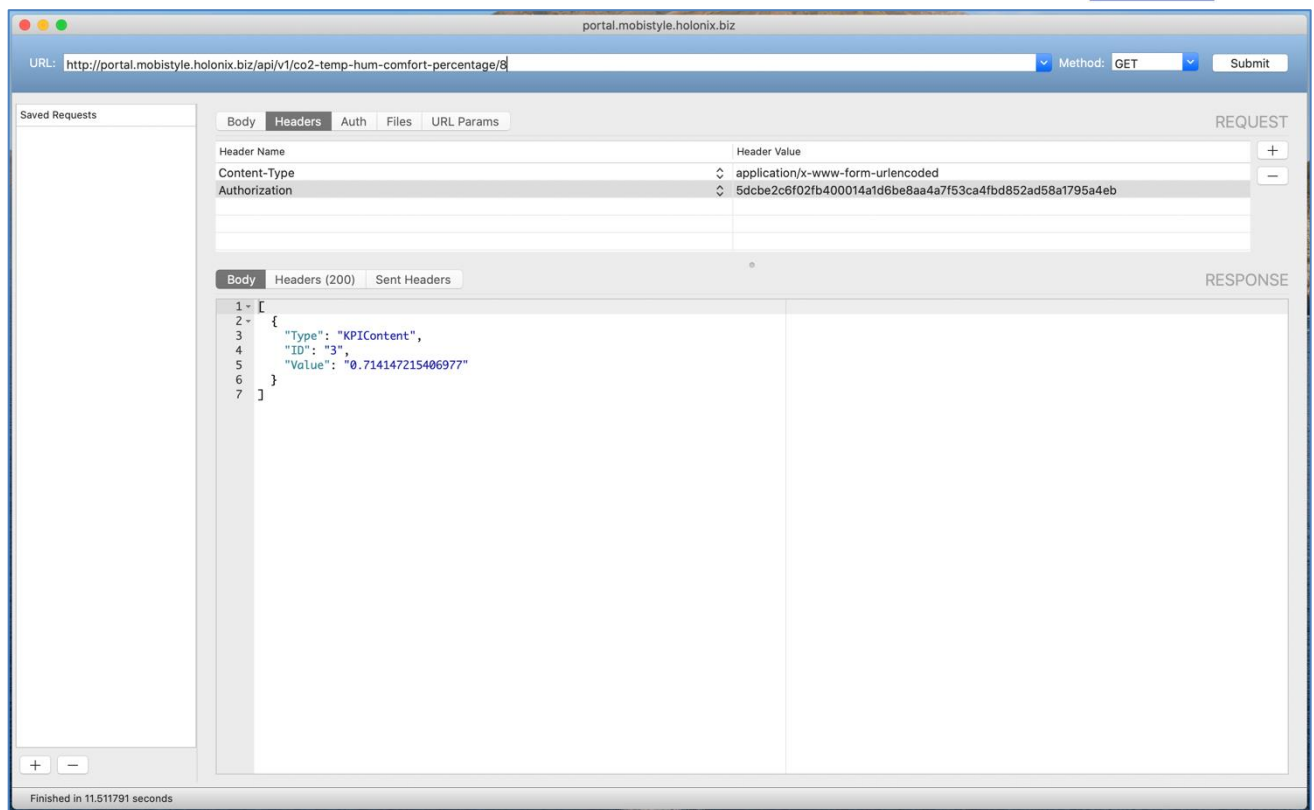 portal.mobistyle.holonix.biz
URL: http://portal.mobistyle.holonix.biz/api/v1/co2-temp-hum-comfort-percentage/8 Method: GET Submit
Saved Requests
Body Headers Auth Files URL Params REQUEST
Header Name Header Value +
Content-Type application/x-www-form-urlencoded −
Authorization 5dcbe2c6f02fb400014a1d6be8aa4a7f53ca4fbd852ad58a1795a4eb
Body Headers (200) Sent Headers RESPONSE
1 [
2 {
3 "Type": "KPIContent",
4 "ID": "3",
5 "Value": "0.714147215406977"
6 }
7 ]
+ −
Finished in 11.511791 seconds